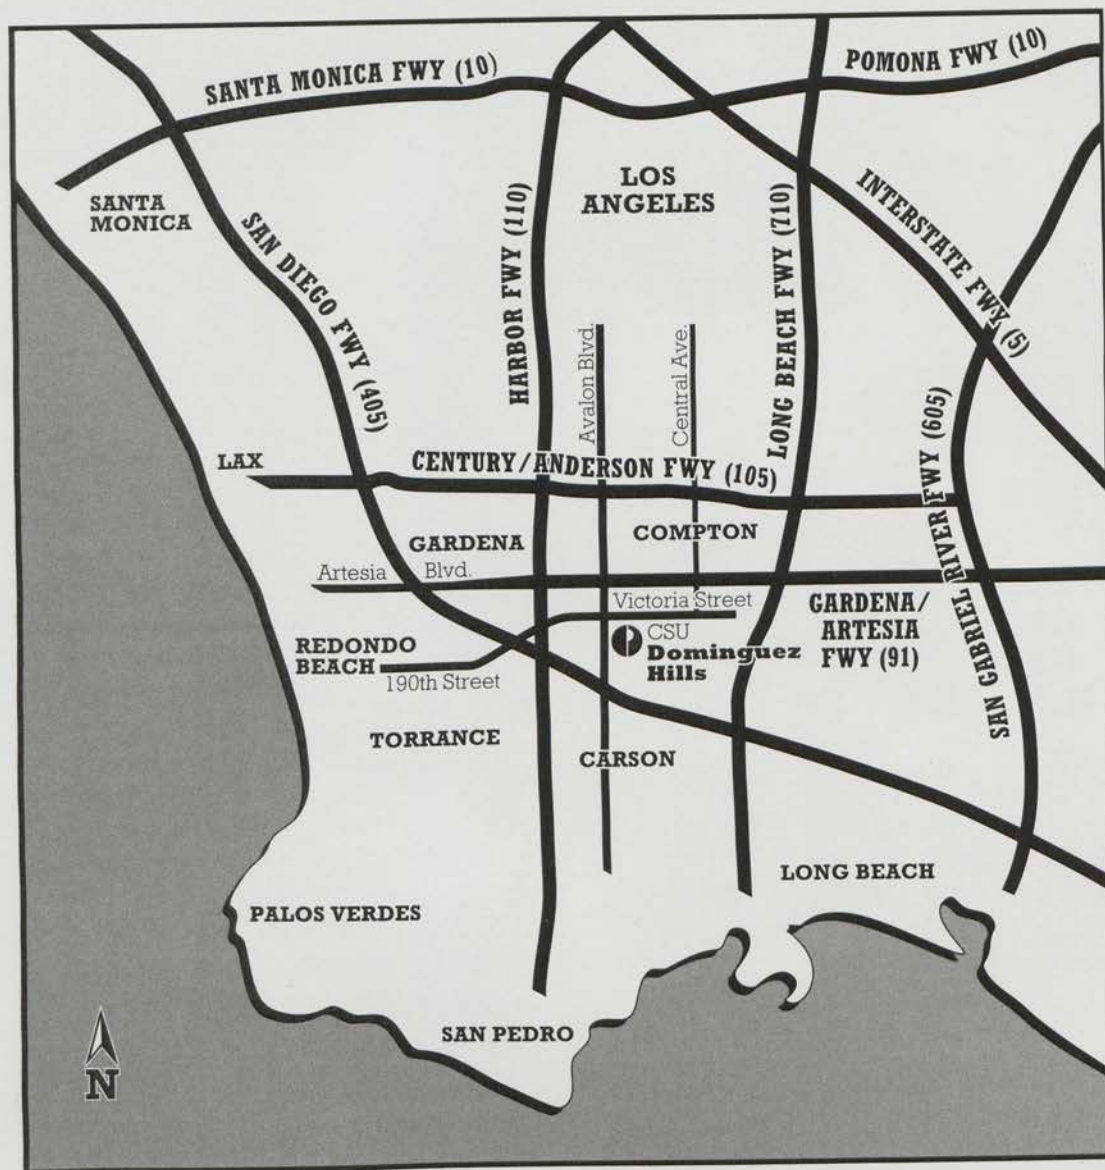 SANTA MONICA FWY (10)
POMONA FWY (10)
SANTA
MONICA
LOS
ANGELES
SAN DIEGO FWY (405)
HARBOR FWY (110)
LONG BEACH FWY (710)
INTERSTATE FWY (5)
Avalon Blvd.
Central Ave.
LAX
CENTURY/ANDERSON FWY (105)
SAN GABRIEL RIVER FWY (605)
GARDENA
COMPTON
Artesia Blvd.
Victoria Street
GARDENA/
ARTESIA
FWY (91)
CSU
Dominguez
Hills
REDONDO
BEACH
190th Street
TORRANCE
CARSON
LONG BEACH
PALOS VERDES
SAN PEDRO
N